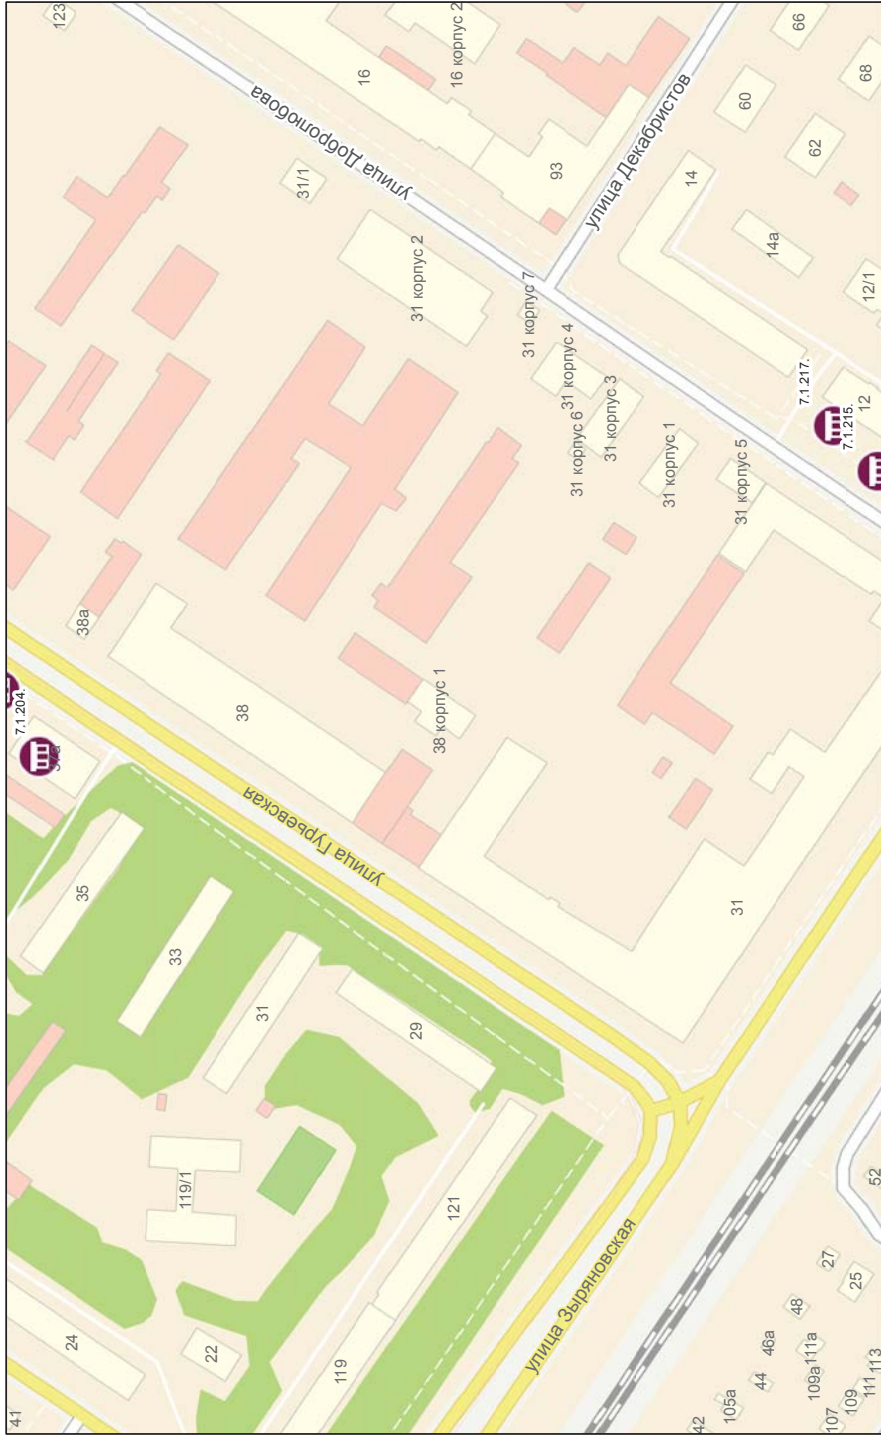 123
16
16 корпус 2
66
68
60
62
93
14
14а
12/1
12
улица Добролюбова
улица Декабристов
31/1
31 корпус 2
31 корпус 7
31 корпус 4
31 корпус 6
31 корпус 3
31 корпус 1
31 корпус 5
7.1.217.
7.1.215.
38а
38
38 корпус 1
7.1.204.
улица Гурьевская
35
33
31
29
31
119/1
121
119
24
22
41
улица Зыряновская
52
27
25
48
46а
44
111а
109а
105а
42
107
109
111
113